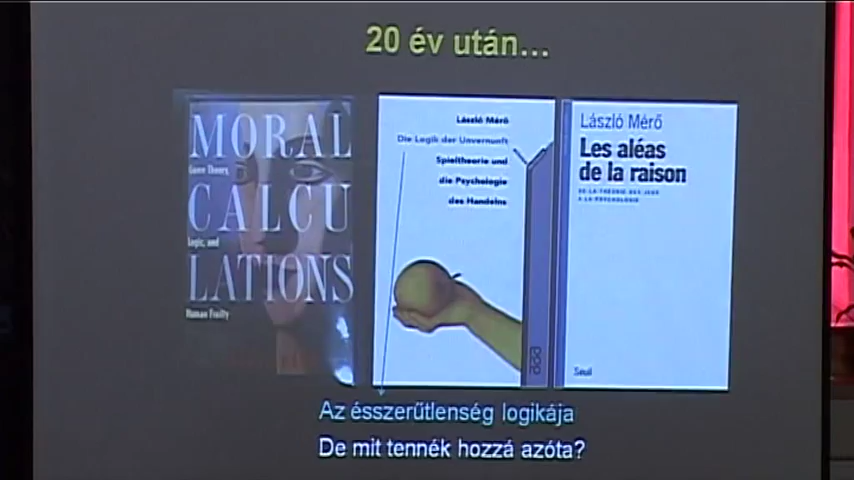 20 év után...
MORAL
Game Theory,
CALCU
Logic, and
LATIONS
Human Frailty
László Mérő
Die Logik der Unvernunft
Spieltheorie und
die Psychologie
des Handelns
László Mérő
Les aléas
de la raison
DE LA THÉORIE DES JEUX
À LA PSYCHOLOGIE
Seuil
Az ésszerűtlenség logikája
De mit tennék hozzá azóta?